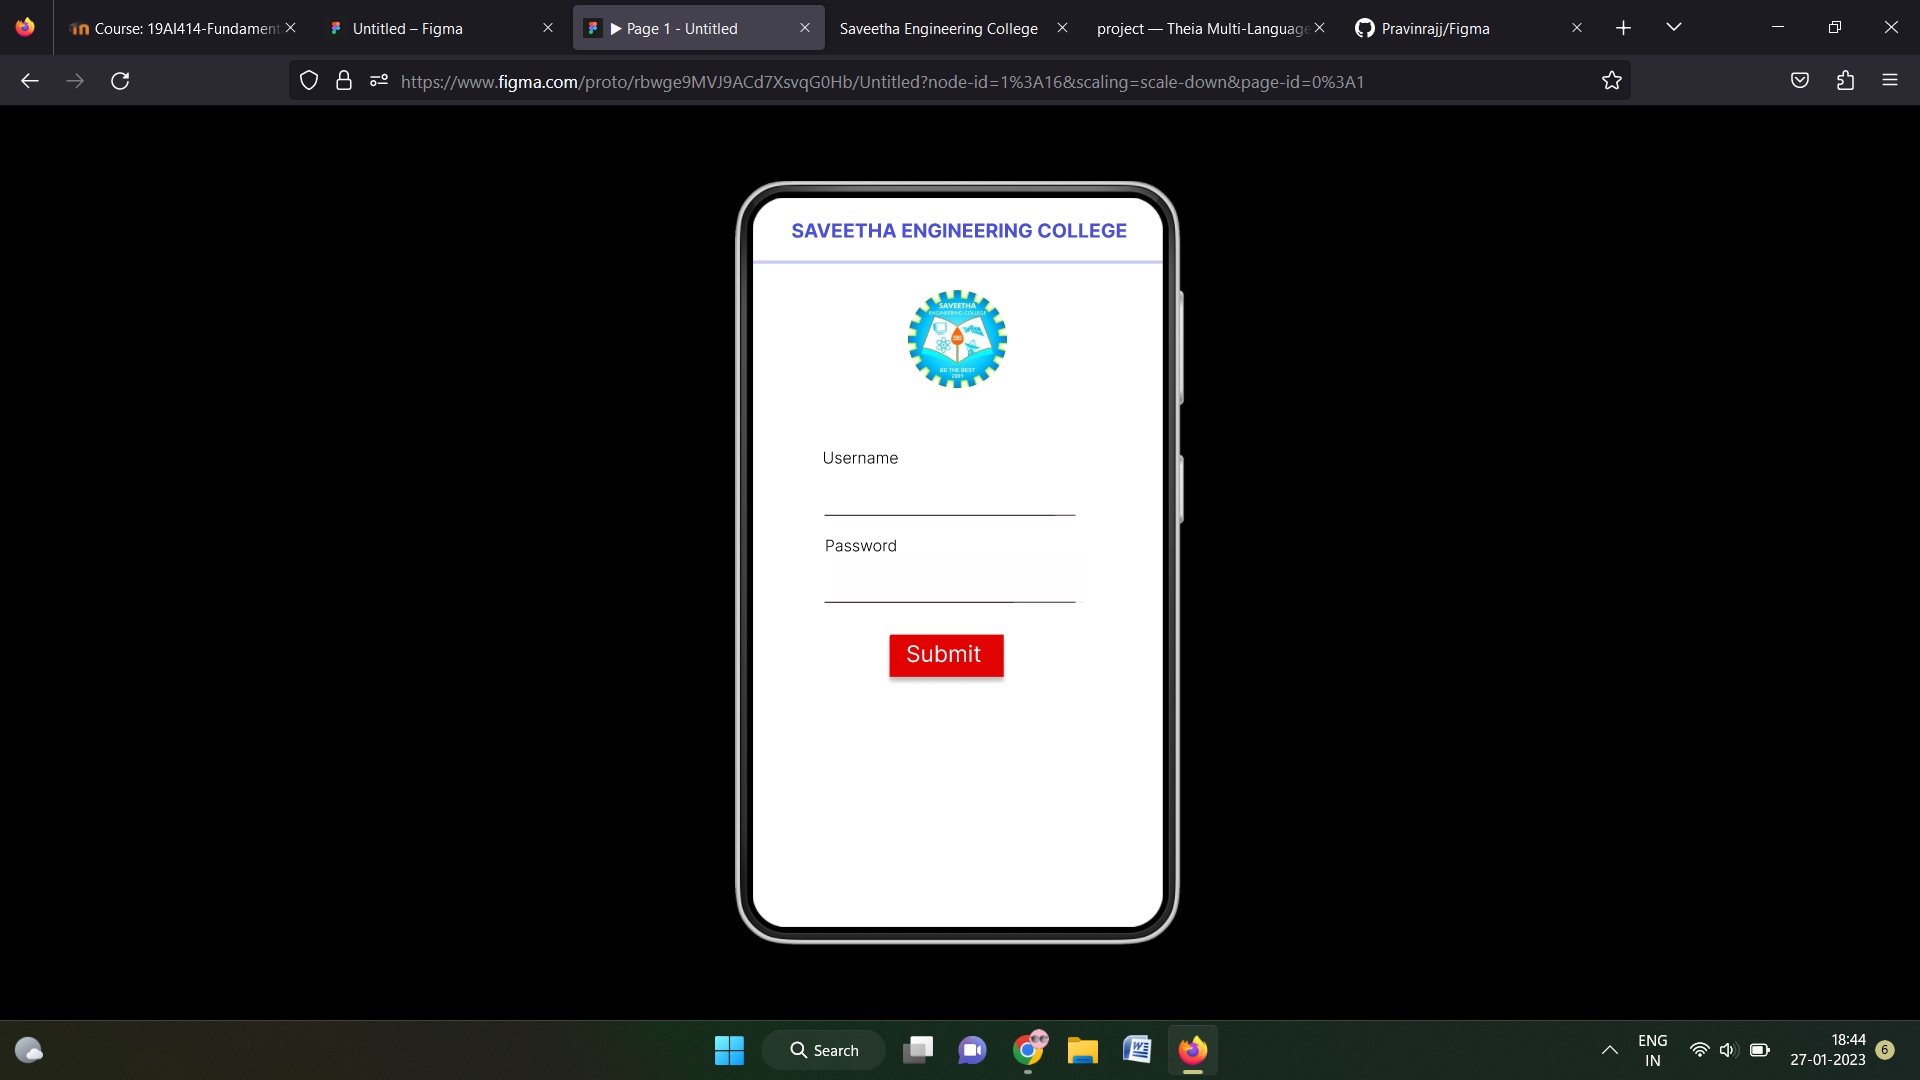 Course: 19AI414-Fundament
Untitled – Figma
▶ Page 1 - Untitled
Saveetha Engineering College
project — Theia Multi-Language
Pravinrajj/Figma
https://www.figma.com/proto/rbwge9MVJ9ACd7XsvqG0Hb/Untitled?node-id=1%3A16&scaling=scale-down&page-id=0%3A1
SAVEETHA ENGINEERING COLLEGE
SAVEETHA
ENGINEERING COLLEGE
BE THE BEST
2001
Username
Password
Submit
Search
ENG
IN
18:44
27-01-2023
6